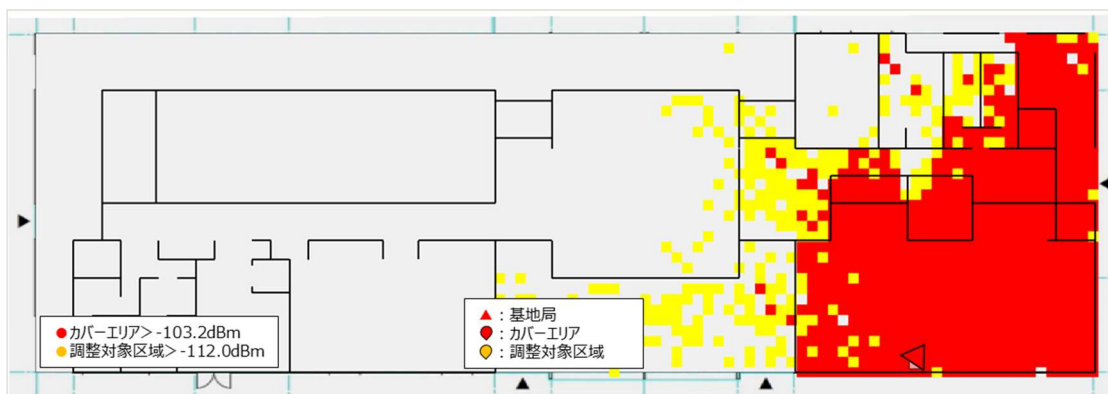 ●カバーエリア> -103.2dBm
●調整対象区域> -112.0dBm
▲：基地局
：カバーエリア
：調整対象区域